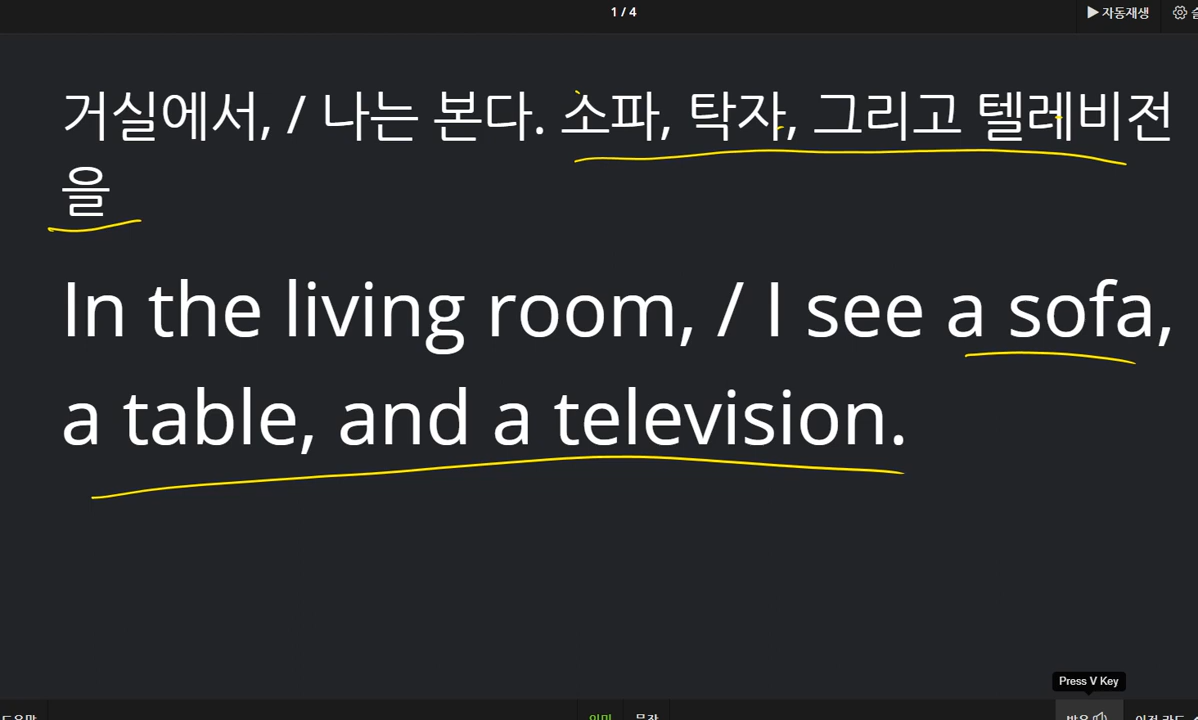 1 / 4
▶ 자동재생
거실에서, / 나는 본다. 소파, 탁자, 그리고 텔레비전
을
In the living room, / I see a sofa,
a table, and a television.
Press V Key